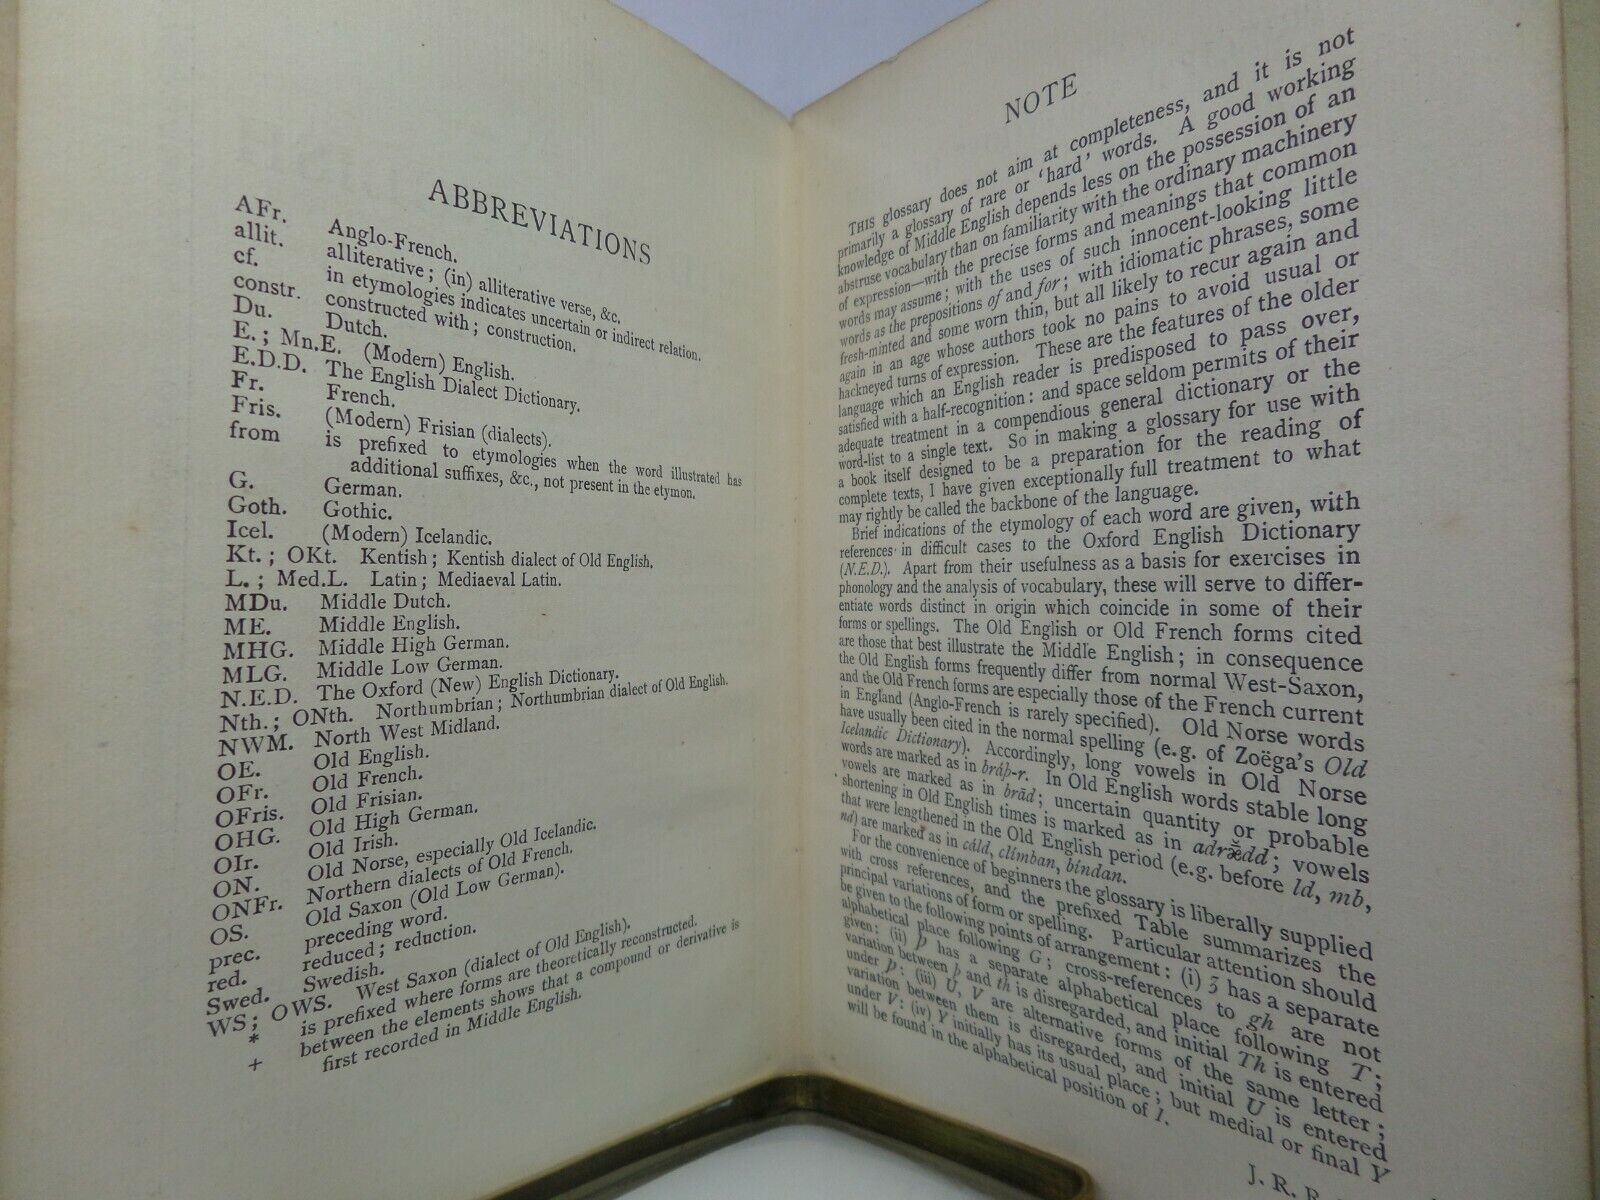 ABBREVIATIONS
AFr. Anglo-French.
allit. alliterative ; (in) alliterative verse, &c.
cf. in etymologies indicates uncertain or indirect relation.
constr. constructed with ; construction.
Du. Dutch.
E. ; Mn.E. (Modern) English.
E.D.D. The English Dialect Dictionary.
Fr. French.
Fris. (Modern) Frisian (dialects).
from is prefixed to etymologies when the word illustrated has
additional suffixes, &c., not present in the etymon.
G. German.
Goth. Gothic.
Icel. (Modern) Icelandic.
Kt. ; OKt. Kentish ; Kentish dialect of Old English.
L. ; Med.L. Latin ; Mediaeval Latin.
MDu. Middle Dutch.
ME. Middle English.
MHG. Middle High German.
MLG. Middle Low German.
N.E.D. The Oxford (New) English Dictionary.
Nth. ; ONth. Northumbrian ; Northumbrian dialect of Old English.
NWM. North West Midland.
OE. Old English.
OFr. Old French.
OFris. Old Frisian.
OHG. Old High German.
OIr. Old Irish.
ON. Old Norse, especially Old Icelandic.
ONFr. Northern dialects of Old French.
OS. Old Saxon (Old Low German).
prec. preceding word.
red. reduced ; reduction.
Swed. Swedish.
WS ; OWS. West Saxon (dialect of Old English).
* is prefixed where forms are theoretically reconstructed.
+ between the elements shows that a compound or derivative is
first recorded in Middle English.
NOTE
THIS glossary does not aim at completeness, and it is not
primarily a glossary of rare or 'hard' words. A good working
knowledge of Middle English depends less on the possession of an
abstruse vocabulary than on familiarity with the ordinary machinery
of expression—with the precise forms and meanings that common
words may assume ; with the uses of such innocent-looking little
words as the prepositions of and for ; with idiomatic phrases, some
fresh-minted and some worn thin, but all likely to recur again and
again in an age whose authors took no pains to avoid usual or
hackneyed turns of expression. These are the features of the older
language which an English reader is predisposed to pass over,
satisfied with a half-recognition : and space seldom permits of their
adequate treatment in a compendious general dictionary or the
word-list to a single text. So in making a glossary for use with
a book itself designed to be a preparation for the reading of
complete texts, I have given exceptionally full treatment to what
may rightly be called the backbone of the language.
Brief indications of the etymology of each word are given, with
references in difficult cases to the Oxford English Dictionary
(N.E.D.). Apart from their usefulness as a basis for exercises in
phonology and the analysis of vocabulary, these will serve to differ-
entiate words distinct in origin which coincide in some of their
forms or spellings. The Old English or Old French forms cited
are those that best illustrate the Middle English ; in consequence
the Old English forms frequently differ from normal West-Saxon,
and the Old French forms are especially those of the French current
in England (Anglo-French is rarely specified). Old Norse words
have usually been cited in the normal spelling (e.g. of Zoëga's Old
Icelandic Dictionary). Accordingly, long vowels in Old Norse
words are marked as in bráþ-r. In Old English words stable long
vowels are marked as in brād ; uncertain quantity or probable
shortening in Old English times is marked as in adrǣ̆dd ; vowels
that were lengthened in the Old English period (e.g. before ld, mb,
nd) are marked as in cáld, clímban, bíndan.
For the convenience of beginners the glossary is liberally supplied
with cross references, and the prefixed Table summarizes the
principal variations of form or spelling. Particular attention should
be given to the following points of arrangement : (i) ȝ has a separate
alphabetical place following G ; cross-references to gh are not
given : (ii) þ has a separate alphabetical place following T ;
variation between þ and th is disregarded, and initial Th is entered
under þ : (iii) U, V are alternative forms of the same letter ;
variation between them is disregarded, and initial U is entered
under V : (iv) Y initially has its usual place ; but medial or final Y
will be found in the alphabetical position of I.
J. R. R.